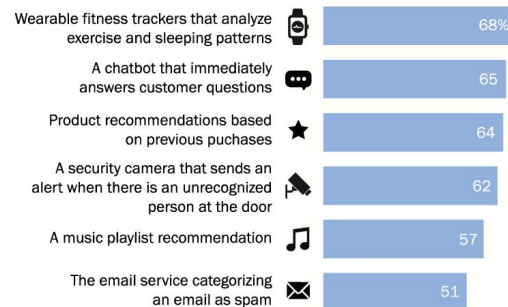 Wearable fitness trackers that analyze
exercise and sleeping patterns
68%
A chatbot that immediately
answers customer questions
65
Product recommendations based
on previous puchases
64
A security camera that sends an
alert when there is an unrecognized
person at the door
62
A music playlist recommendation
57
The email service categorizing
an email as spam
51